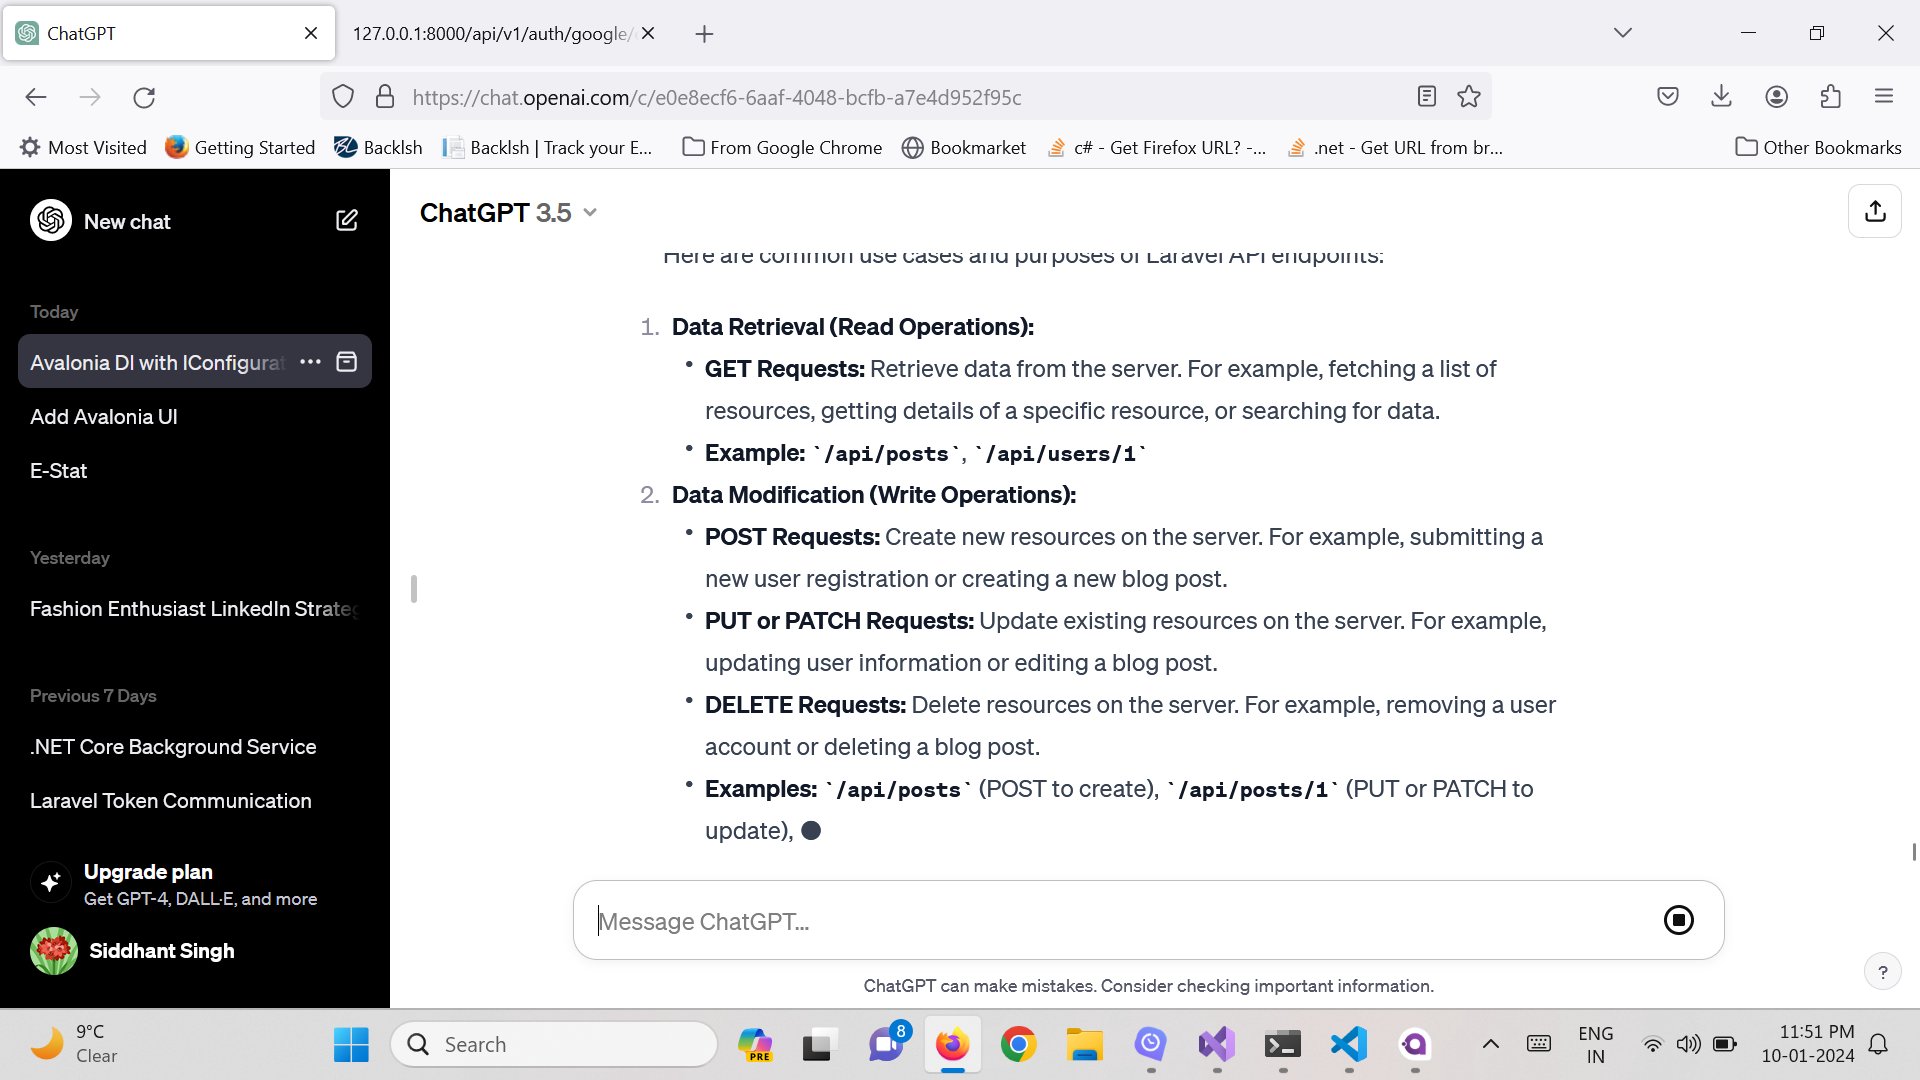 ChatGPT
127.0.0.1:8000/api/v1/auth/google/
https://chat.openai.com/c/e0e8ecf6-6aaf-4048-bcfb-a7e4d952f95c
Most Visited
Getting Started
Backlsh
Backlsh | Track your E...
From Google Chrome
Bookmarket
c# - Get Firefox URL? -...
.net - Get URL from br...
Other Bookmarks
New chat
Today
Avalonia DI with IConfigurat
Add Avalonia UI
E-Stat
Yesterday
Fashion Enthusiast LinkedIn Strateg
Previous 7 Days
.NET Core Background Service
Laravel Token Communication
Upgrade plan
Get GPT-4, DALL·E, and more
Siddhant Singh
ChatGPT 3.5
Here are common use cases and purposes of Laravel API endpoints:
1. Data Retrieval (Read Operations):
• GET Requests: Retrieve data from the server. For example, fetching a list of
resources, getting details of a specific resource, or searching for data.
• Example: `/api/posts`, `/api/users/1`
2. Data Modification (Write Operations):
• POST Requests: Create new resources on the server. For example, submitting a
new user registration or creating a new blog post.
• PUT or PATCH Requests: Update existing resources on the server. For example,
updating user information or editing a blog post.
• DELETE Requests: Delete resources on the server. For example, removing a user
account or deleting a blog post.
• Examples: `/api/posts` (POST to create), `/api/posts/1` (PUT or PATCH to
update),
Message ChatGPT...
ChatGPT can make mistakes. Consider checking important information.
?
9°C
Clear
Search
PRE
8
ENG
IN
11:51 PM
10-01-2024